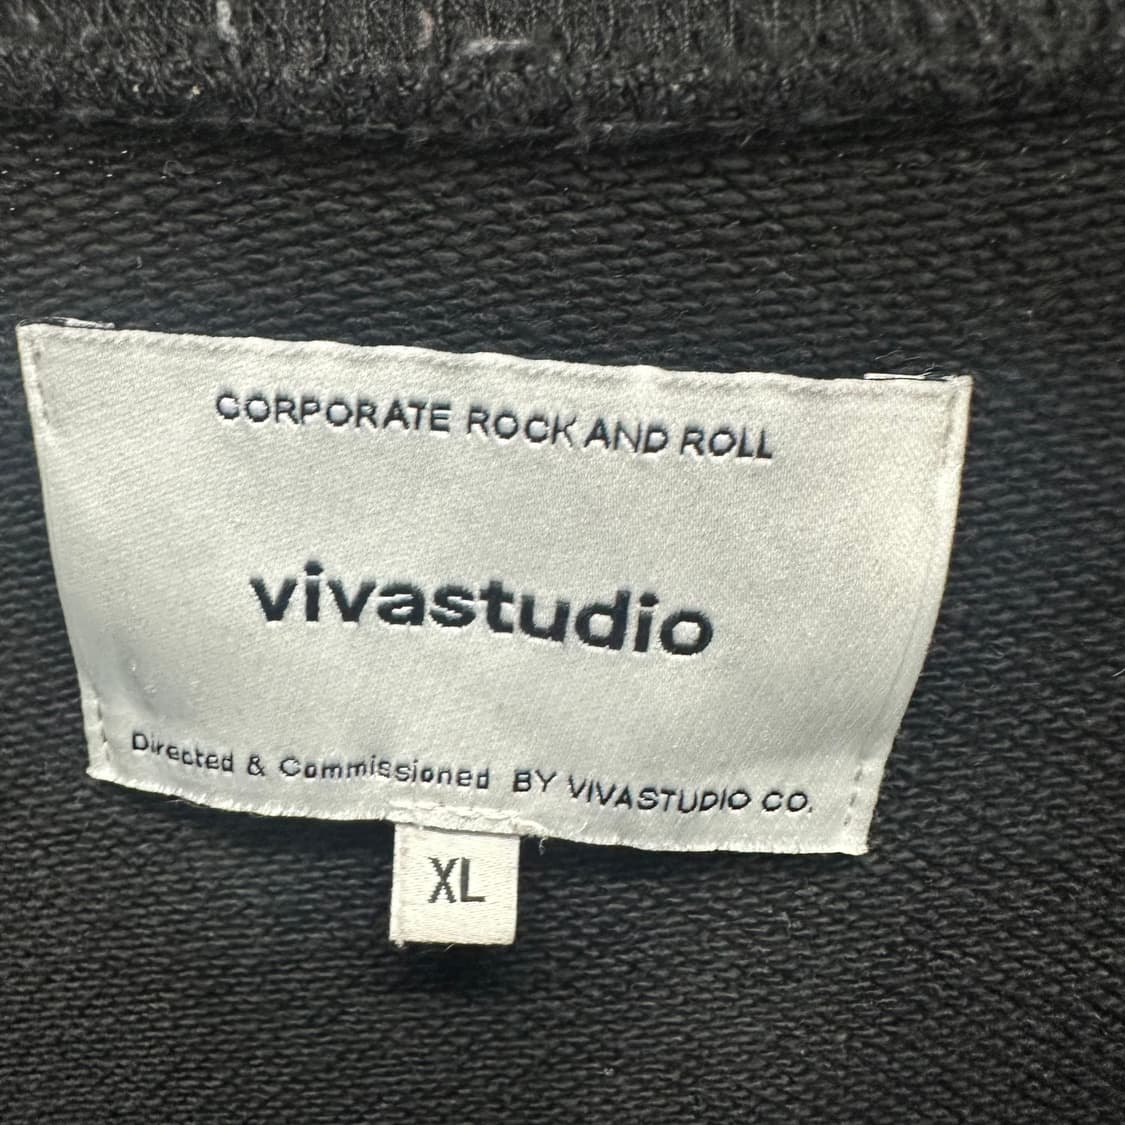 CORPORATE ROCK AND ROLL
vivastudio
Directed & Commissioned BY VIVASTUDIO CO.
XL